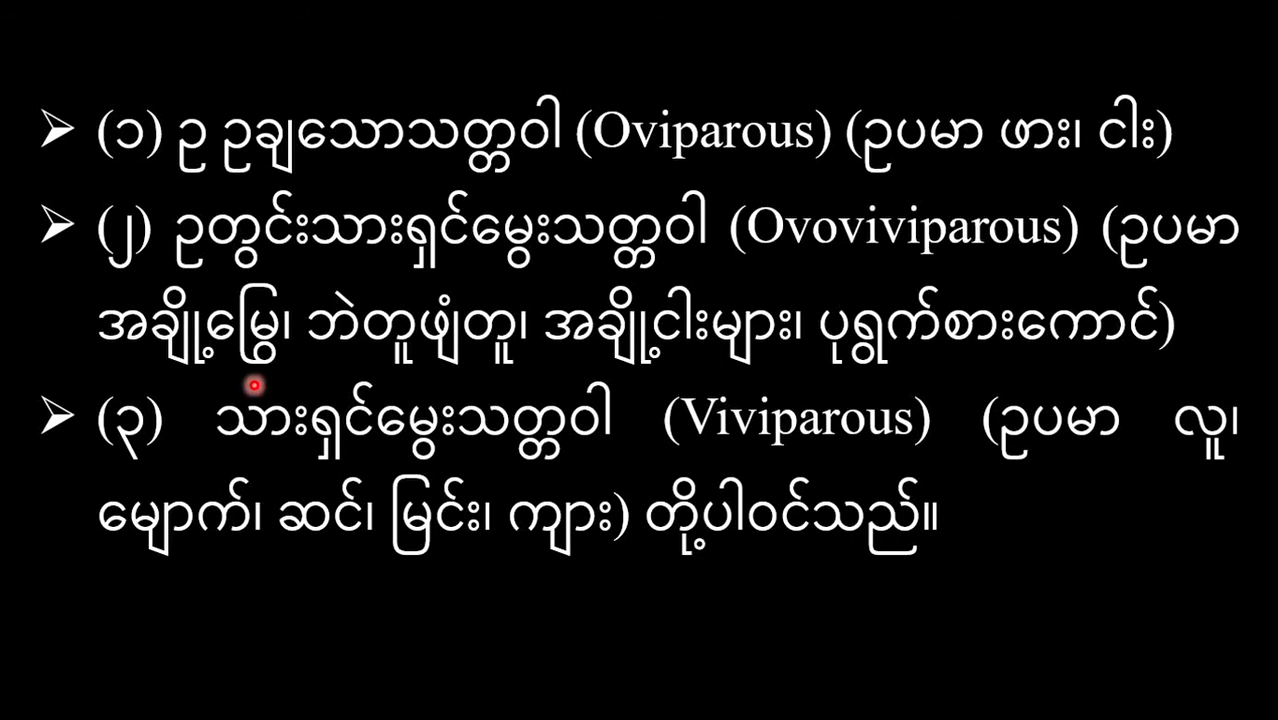 ➢ (၁) ဥ ဥချသောသတ္တဝါ (Oviparous) (ဥပမာ ဖား၊ ငါး)
➢ (၂) ဥတွင်းသားရှင်မွေးသတ္တဝါ (Ovoviviparous) (ဥပမာ
အချို့မြွေ၊ ဘဲတူဖျံတူ၊ အချို့ငါးများ၊ ပုရွက်စားကောင်)
➢ (၃) သားရှင်မွေးသတ္တဝါ (Viviparous) (ဥပမာ လူ၊
မျောက်၊ ဆင်၊ မြင်း၊ ကျား) တို့ပါဝင်သည်။